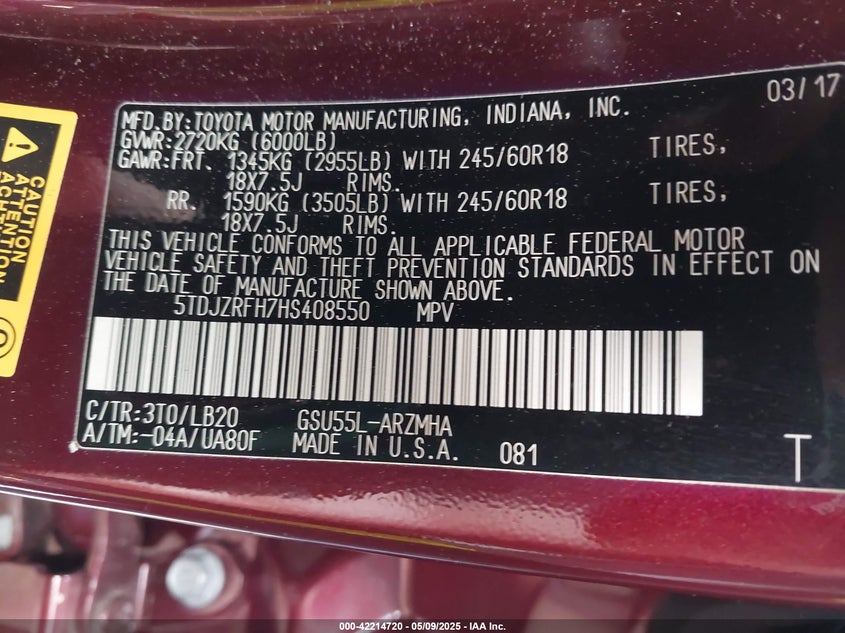 03/17
MFD.BY:TOYOTA MOTOR MANUFACTURING, INDIANA, INC.
GVWR:2720KG (6000LB)
GAWR:FRT. 1345KG (2955LB) WITH 245/60R18 TIRES,
18X7.5J RIMS.
RR. 1590KG (3505LB) WITH 245/60R18 TIRES,
18X7.5J RIMS.
THIS VEHICLE CONFORMS TO ALL APPLICABLE FEDERAL MOTOR
VEHICLE SAFETY AND THEFT PREVENTION STANDARDS IN EFFECT ON
THE DATE OF MANUFACTURE SHOWN ABOVE.
5TDJZRFH7HS408550 MPV
C/TR:3T0/LB20 GSU55L-ARZMHA
A/TM:-04A/UA80F MADE IN U.S.A. 081
T
CAUTION
ATTENTION
000-42214720 - 05/09/2025 - IAA Inc.